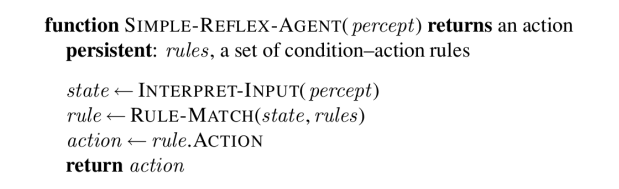 function SIMPLE-REFLEX-AGENT(percept) returns an action
persistent: rules, a set of condition–action rules
state ← INTERPRET-INPUT(percept)
rule ← RULE-MATCH(state, rules)
action ← rule.ACTION
return action